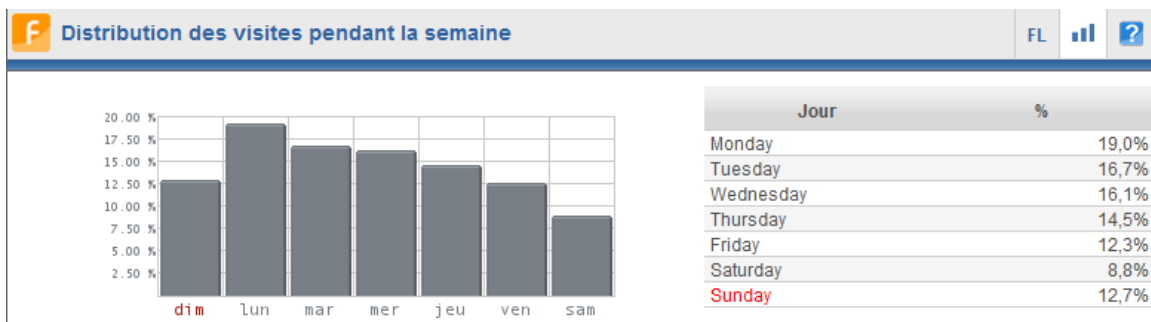 F Distribution des visites pendant la semaine FL ?
20.00 %
17.50 %
15.00 %
12.50 %
10.00 %
7.50 %
5.00 %
2.50 %
dim lun mar mer jeu ven sam
Jour %
Monday 19,0%
Tuesday 16,7%
Wednesday 16,1%
Thursday 14,5%
Friday 12,3%
Saturday 8,8%
Sunday 12,7%